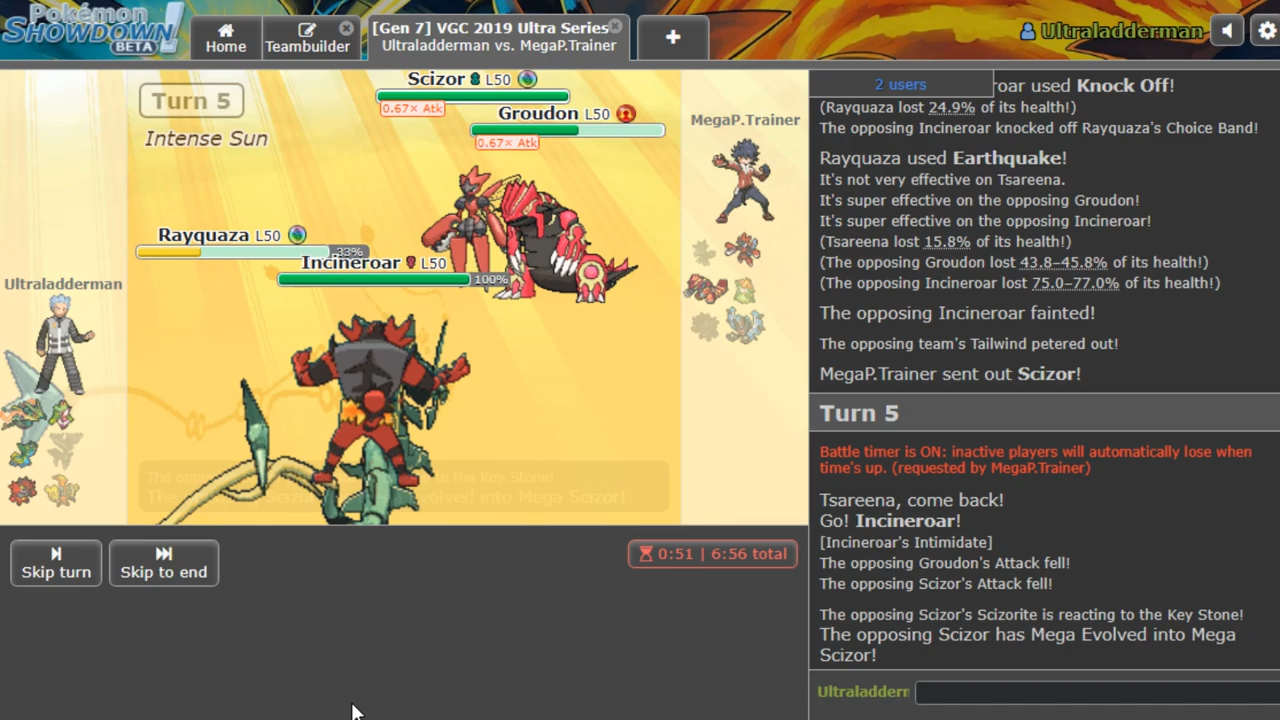 Pokémon
SHOWDOWN!
BETA
Home
Teambuilder
[Gen 7] VGC 2019 Ultra Series
Ultraladderman vs. MegaP.Trainer
+
Ultraladderman
Turn 5
Intense Sun
Scizor L50
0.67× Atk
Groudon L50
0.67× Atk
Rayquaza L50
33%
Incineroar L50
100%
MegaP.Trainer
Ultraladderman
Skip turn
Skip to end
0:51 | 6:56 total
2 users
roar used Knock Off!
(Rayquaza lost 24.9% of its health!)
The opposing Incineroar knocked off Rayquaza's Choice Band!
Rayquaza used Earthquake!
It's not very effective on Tsareena.
It's super effective on the opposing Groudon!
It's super effective on the opposing Incineroar!
(Tsareena lost 15.8% of its health!)
(The opposing Groudon lost 43.8–45.8% of its health!)
(The opposing Incineroar lost 75.0–77.0% of its health!)
The opposing Incineroar fainted!
The opposing team's Tailwind petered out!
MegaP.Trainer sent out Scizor!
Turn 5
Battle timer is ON: inactive players will automatically lose when
time's up. (requested by MegaP.Trainer)
Tsareena, come back!
Go! Incineroar!
[Incineroar's Intimidate]
The opposing Groudon's Attack fell!
The opposing Scizor's Attack fell!
The opposing Scizor's Scizorite is reacting to the Key Stone!
The opposing Scizor has Mega Evolved into Mega
Scizor!
Ultraladderm